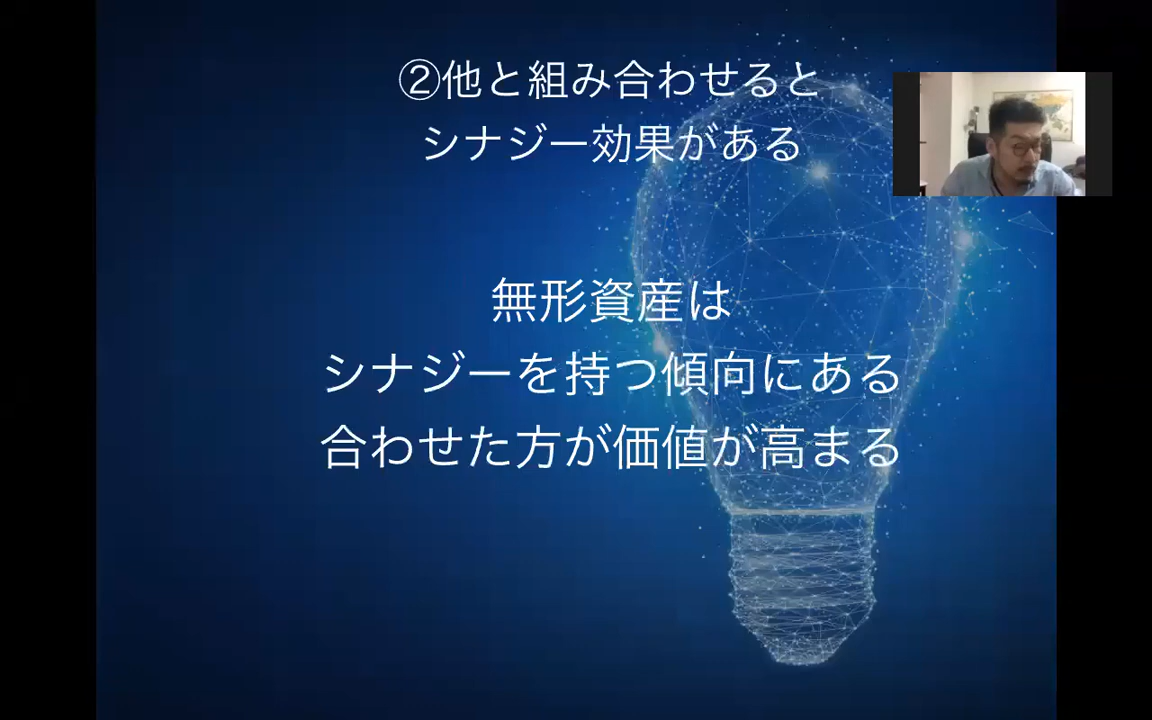 ②他と組み合わせると
シナジー効果がある
無形資産は
シナジーを持つ傾向にある
合わせた方が価値が高まる